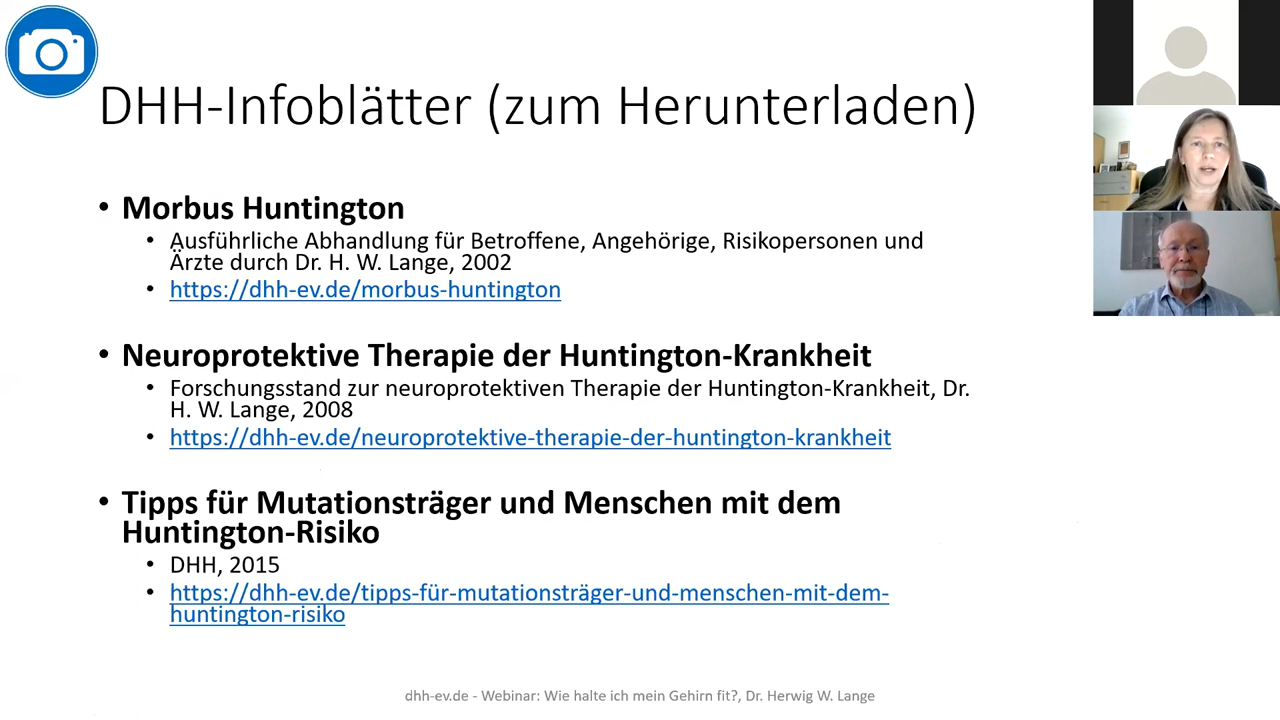 DHH-Infoblätter (zum Herunterladen)
• Morbus Huntington
• Ausführliche Abhandlung für Betroffene, Angehörige, Risikopersonen und
Ärzte durch Dr. H. W. Lange, 2002
• https://dhh-ev.de/morbus-huntington
• Neuroprotektive Therapie der Huntington-Krankheit
• Forschungsstand zur neuroprotektiven Therapie der Huntington-Krankheit, Dr.
H. W. Lange, 2008
• https://dhh-ev.de/neuroprotektive-therapie-der-huntington-krankheit
• Tipps für Mutationsträger und Menschen mit dem
Huntington-Risiko
• DHH, 2015
• https://dhh-ev.de/tipps-für-mutationsträger-und-menschen-mit-dem-
huntington-risiko
dhh-ev.de - Webinar: Wie halte ich mein Gehirn fit?, Dr. Herwig W. Lange